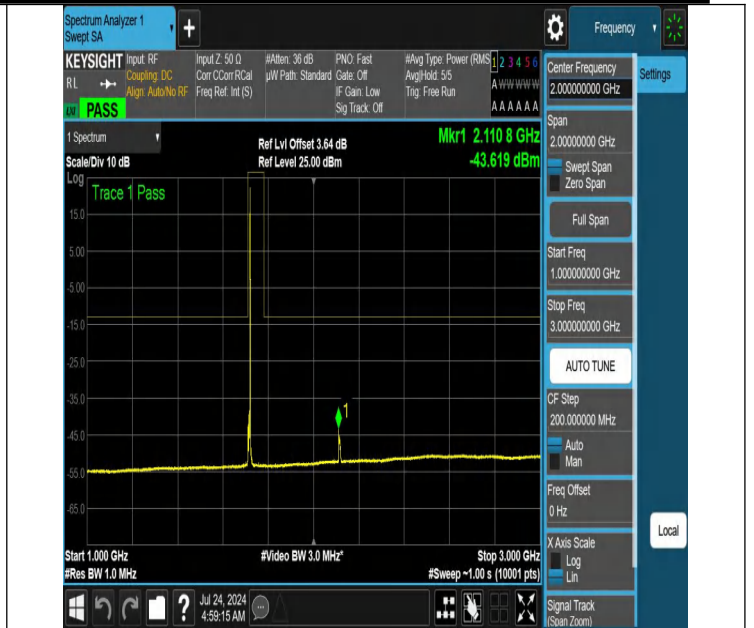 Spectrum Analyzer 1
Swept SA
+
Frequency
KEYSIGHT
RL
PASS
Input: RF
Coupling: DC
Align: Auto/No RF
Input Z: 50 Ω
Corr CCorr RCal
Freq Ref: Int (S)
#Atten: 36 dB
µW Path: Standard
PNO: Fast
Gate: Off
IF Gain: Low
Sig Track: Off
#Avg Type: Power (RMS
Avg|Hold: 5/5
Trig: Free Run
1 2 3 4 5 6
A W W W W W
A A A A A A
Center Frequency
2.000000000 GHz
Settings
Span
2.00000000 GHz
Swept Span
Zero Span
Full Span
Start Freq
1.000000000 GHz
Stop Freq
3.000000000 GHz
AUTO TUNE
CF Step
200.000000 MHz
Auto
Man
Freq Offset
0 Hz
X Axis Scale
Log
Lin
Signal Track
(Span Zoom)
Local
1 Spectrum
Scale/Div 10 dB
Ref Lvl Offset 3.64 dB
Ref Level 25.00 dBm
Mkr1 2.110 8 GHz
-43.619 dBm
Log
Trace 1 Pass
15.0
5.00
-5.00
-15.0
-25.0
-35.0
1
-45.0
-55.0
-65.0
Start 1.000 GHz
#Res BW 1.0 MHz
#Video BW 3.0 MHz*
Stop 3.000 GHz
#Sweep ~1.00 s (10001 pts)
?
Jul 24, 2024
4:59:15 AM